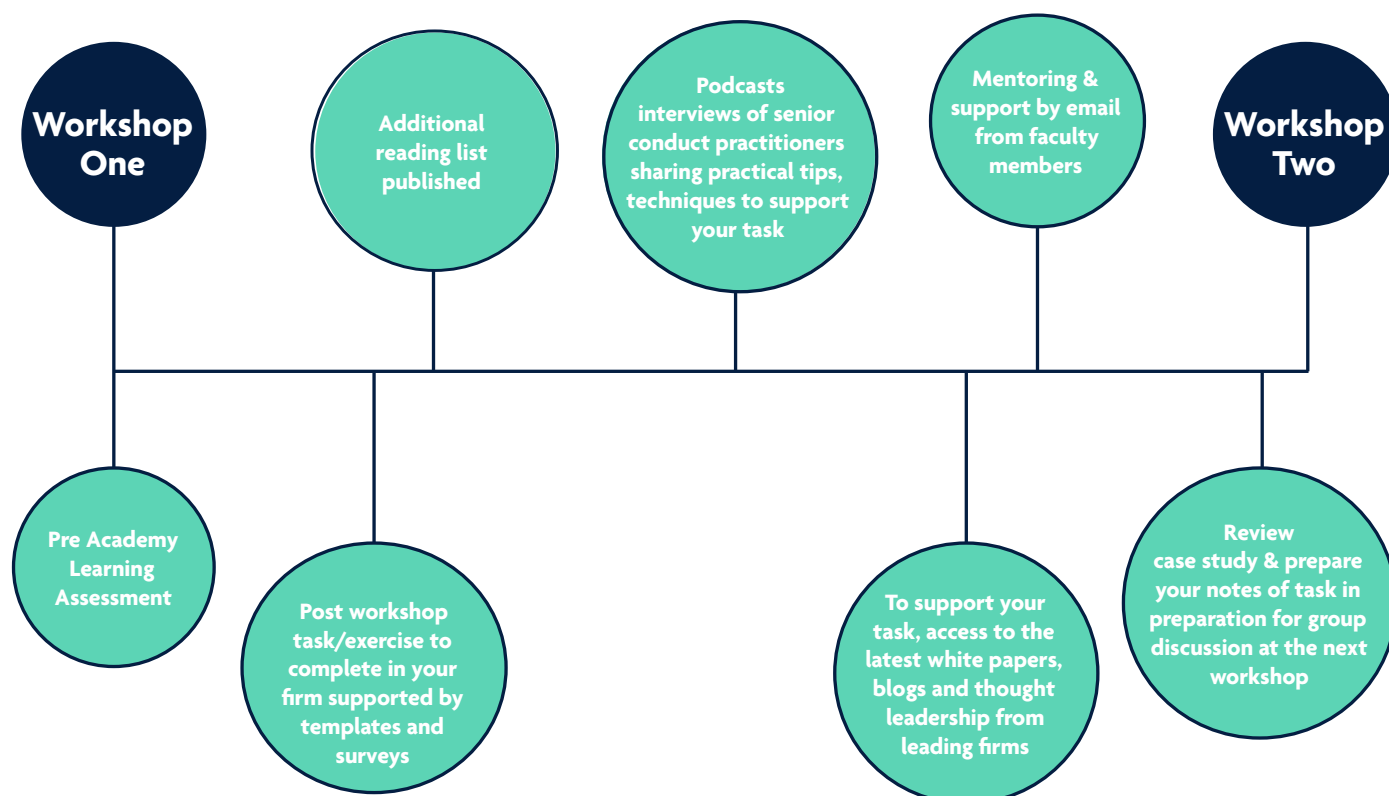 Workshop
One
Additional
reading list
published
Podcasts
interviews of senior
conduct practitioners
sharing practical tips,
techniques to support
your task
Mentoring &
support by email
from faculty
members
Workshop
Two
Pre Academy
Learning
Assessment
Post workshop
task/exercise to
complete in your
firm supported by
templates and
surveys
To support your
task, access to the
latest white papers,
blogs and thought
leadership from
leading firms
Review
case study & prepare
your notes of task in
preparation for group
discussion at the next
workshop